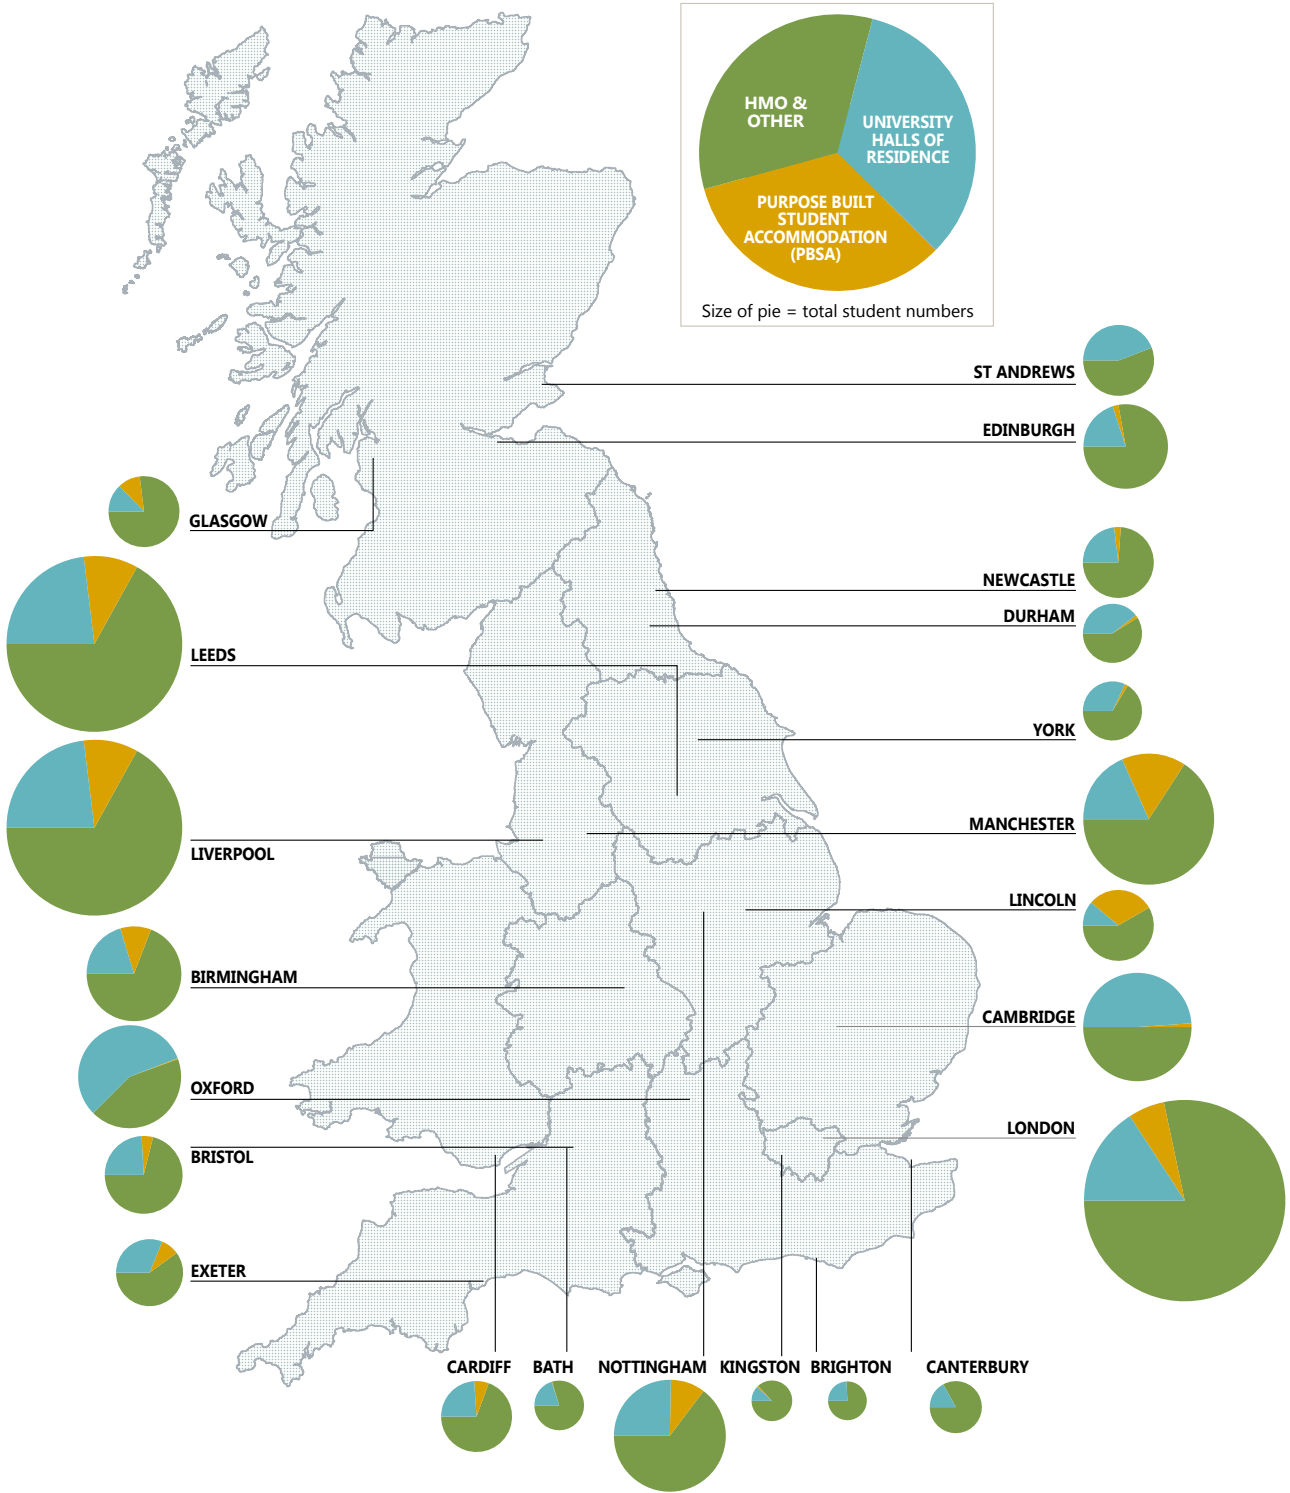 HMO &
OTHER
UNIVERSITY
HALLS OF
RESIDENCE
PURPOSE BUILT
STUDENT
ACCOMMODATION
(PBSA)
Size of pie = total student numbers
ST ANDREWS
EDINBURGH
GLASGOW
NEWCASTLE
DURHAM
LEEDS
YORK
MANCHESTER
LIVERPOOL
LINCOLN
BIRMINGHAM
CAMBRIDGE
OXFORD
LONDON
BRISTOL
EXETER
CARDIFF
BATH
NOTTINGHAM
KINGSTON
BRIGHTON
CANTERBURY